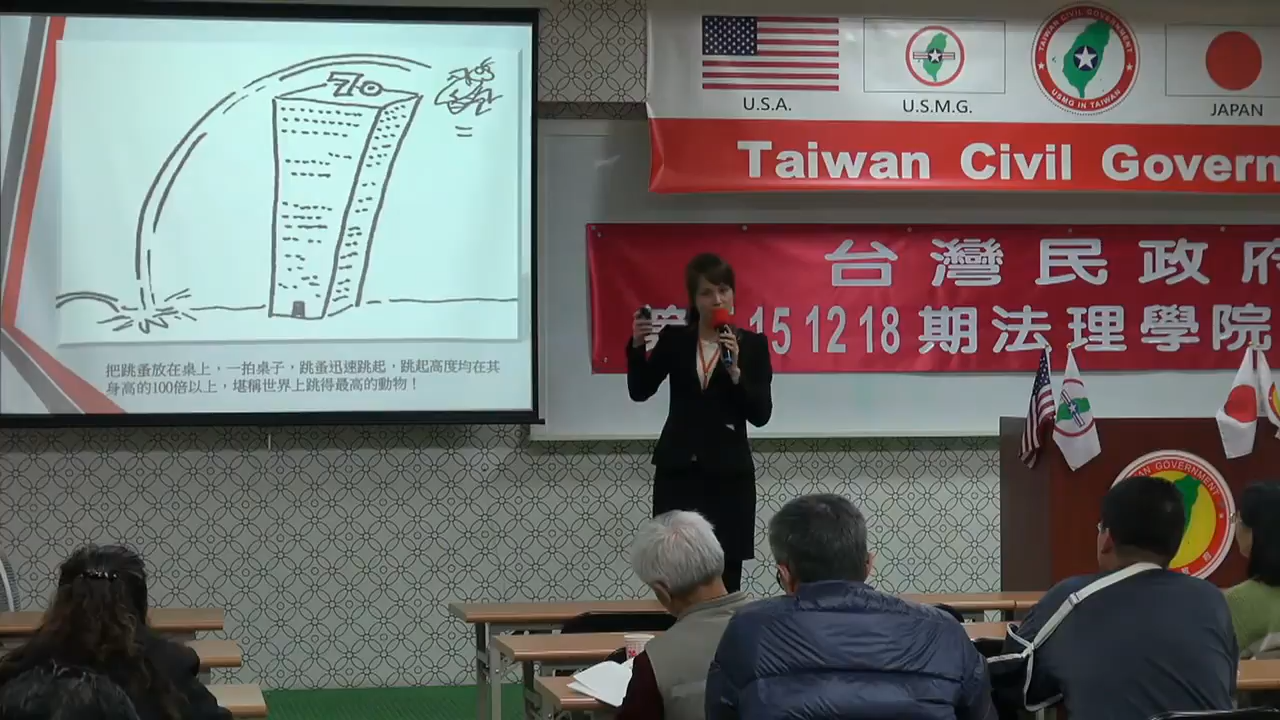 70
把跳蚤放在桌上，一拍桌子，跳蚤迅速跳起，跳起高度均在其
身高的100倍以上，堪稱世界上跳得最高的動物！
U.S.A.
U.S.M.G.
TAIWAN CIVIL GOVERNMENT
USMG IN TAIWAN
JAPAN
Taiwan Civil Govern
台灣民政府
15 12 18 期法理學院
GOVERNMENT